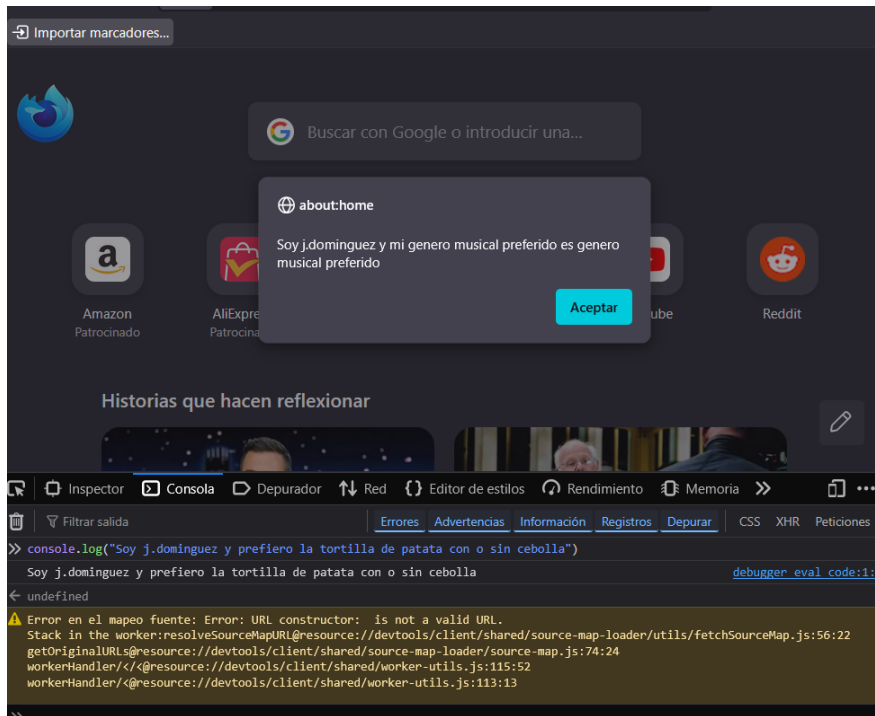 Importar marcadores...
Buscar con Google o introducir una...
about:home
Soy j.dominguez y mi genero musical preferido es genero
musical preferido
Aceptar
a
Amazon
Patrocinado
AliExpre
Patrocina
ube
Reddit
Historias que hacen reflexionar
Inspector Consola Depurador Red Editor de estilos Rendimiento Memoria
Filtrar salida Errores Advertencias Información Registros Depurar CSS XHR Peticiones
console.log("Soy j.dominguez y prefiero la tortilla de patata con o sin cebolla")
Soy j.dominguez y prefiero la tortilla de patata con o sin cebolla debugger eval code:1:
undefined
Error en el mapeo fuente: Error: URL constructor:  is not a valid URL.
Stack in the worker:resolveSourceMapURL@resource://devtools/client/shared/source-map-loader/utils/fetchSourceMap.js:56:22
getOriginalURLs@resource://devtools/client/shared/source-map-loader/source-map.js:74:24
workerHandler/</<@resource://devtools/client/shared/worker-utils.js:115:52
workerHandler/<@resource://devtools/client/shared/worker-utils.js:113:13